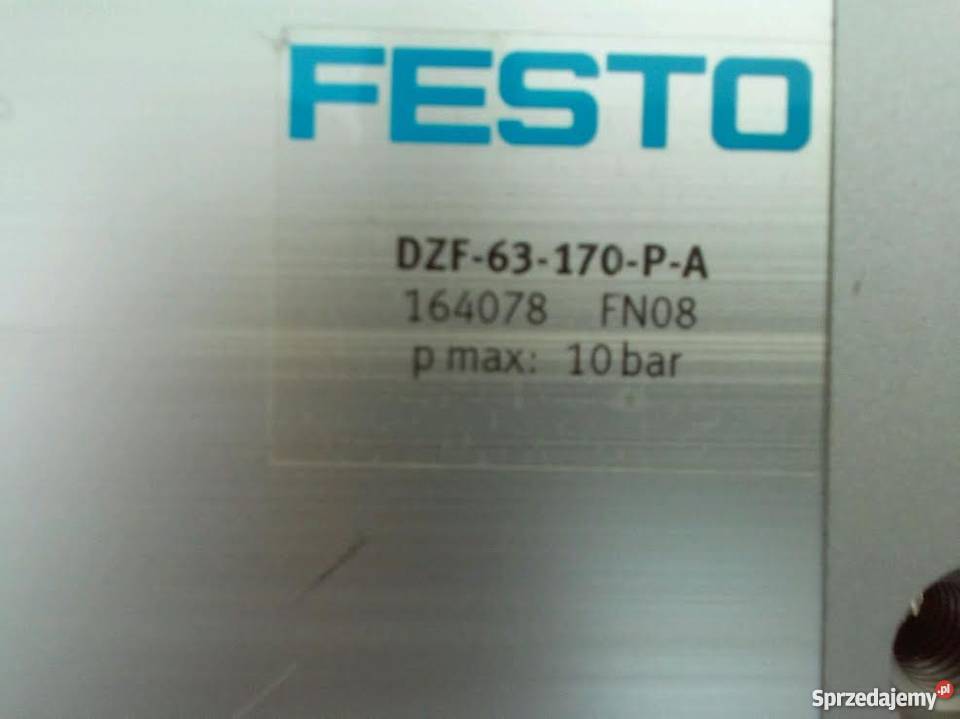 FESTO
DZF-63-170-P-A
164078 FN08
p max: 10 bar
Sprzedajemy.pl